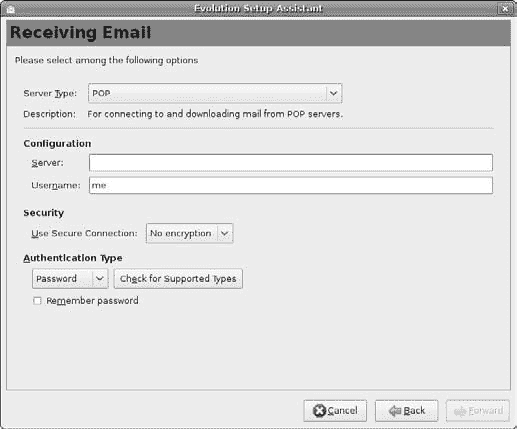 Evolution Setup Assistant
Receiving Email
Please select among the following options
Server Type: POP
Description: For connecting to and downloading mail from POP servers.
Configuration
Server:
Username: me
Security
Use Secure Connection: No encryption
Authentication Type
Password Check for Supported Types
Remember password
Cancel Back Forward